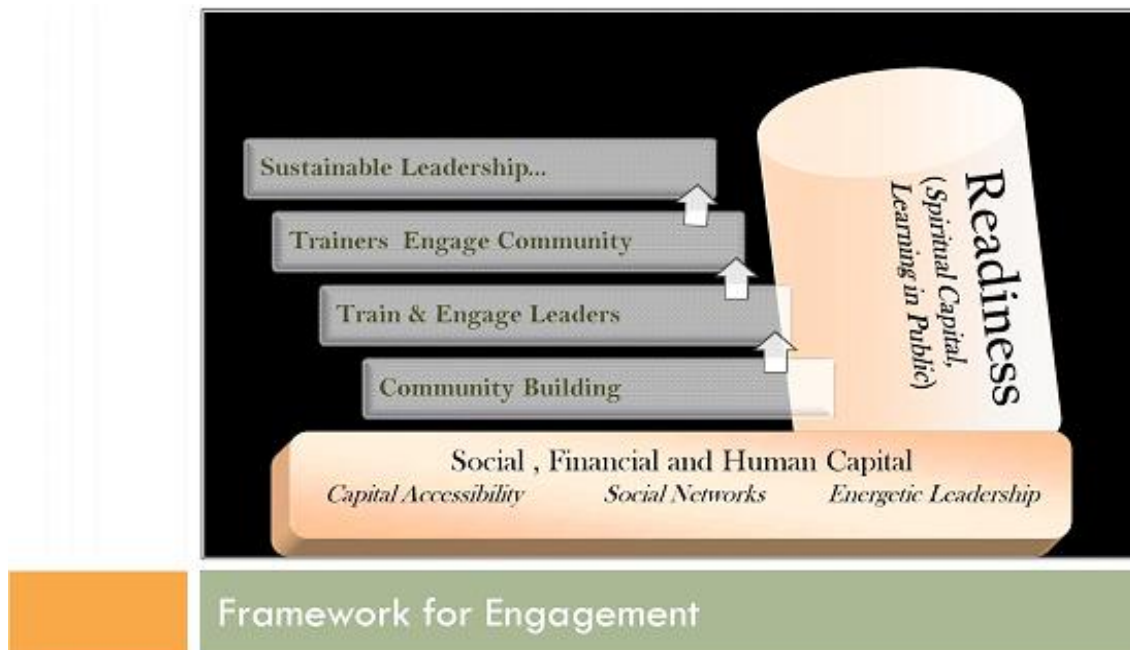 Sustainable Leadership...
Trainers Engage Community
Train & Engage Leaders
Community Building
Readiness
(Spiritual Capital,
Learning in Public)
Social , Financial and Human Capital
Capital Accessibility Social Networks Energetic Leadership
Framework for Engagement